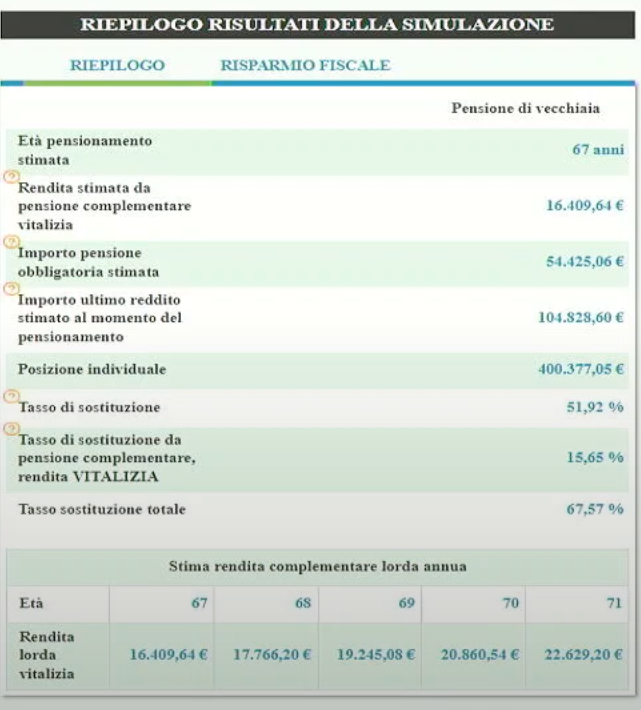 RIEPILOGO RISULTATI DELLA SIMULAZIONE
RIEPILOGO RISPARMIO FISCALE
Pensione di vecchiaia
Età pensionamento
stimata
67 anni
?
Rendita stimata da
pensione complementare
vitalizia
16.409,64 €
?
Importo pensione
obbligatoria stimata
54.425,06 €
?
Importo ultimo reddito
stimato al momento del
pensionamento
104.828,60 €
Posizione individuale 400.377,05 €
?
Tasso di sostituzione 51,92 %
?
Tasso di sostituzione da
pensione complementare,
rendita VITALIZIA
15,65 %
Tasso sostituzione totale 67,57 %
Stima rendita complementare lorda annua
Età 67 68 69 70 71
Rendita
lorda
vitalizia
16.409,64 € 17.766,20 € 19.245,08 € 20.860,54 € 22.629,20 €